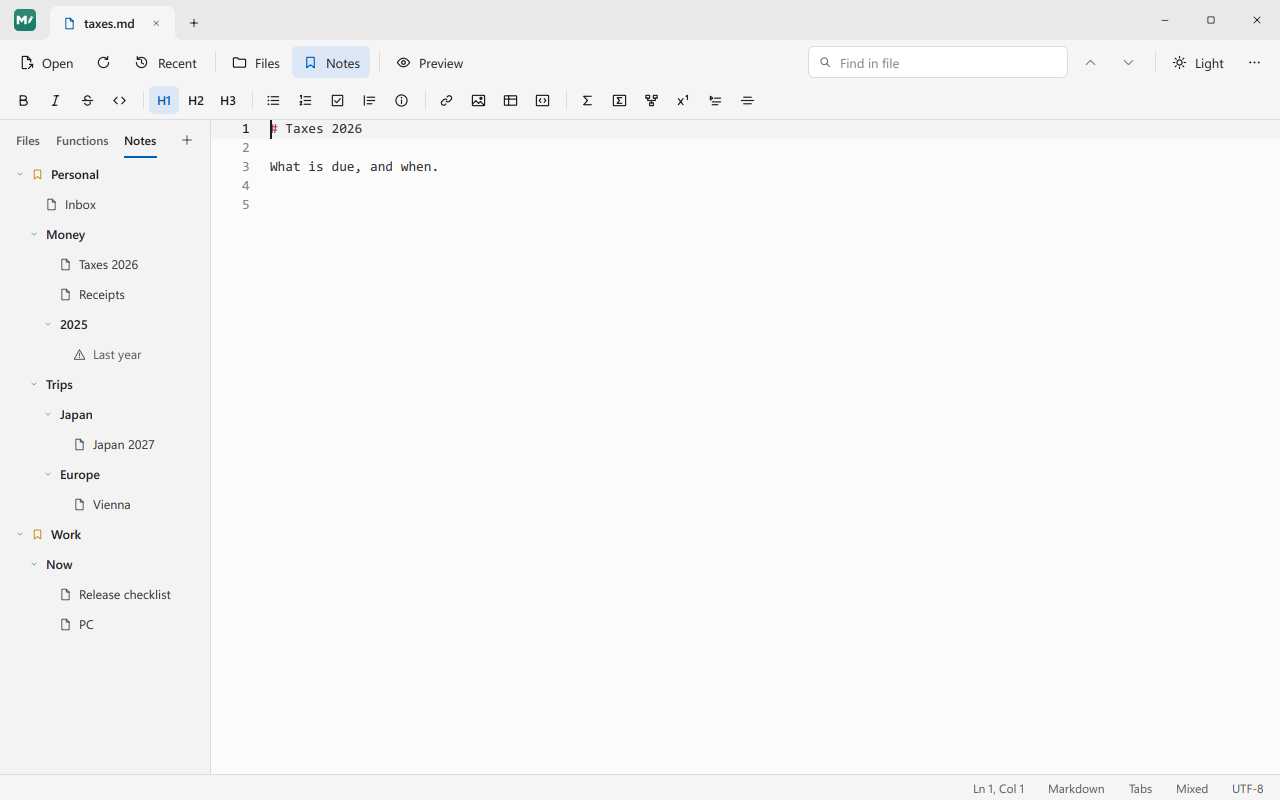 taxes.md
Open
Recent
Files
Notes
Preview
Find in file
Light
B I S <> H1 H2 H3
Σ Σ x¹
Files Functions Notes
Personal
Inbox
Money
Taxes 2026
Receipts
2025
Last year
Trips
Japan
Japan 2027
Europe
Vienna
Work
Now
Release checklist
PC
1 # Taxes 2026
2
3 What is due, and when.
4
5
Ln 1, Col 1 Markdown Tabs Mixed UTF-8